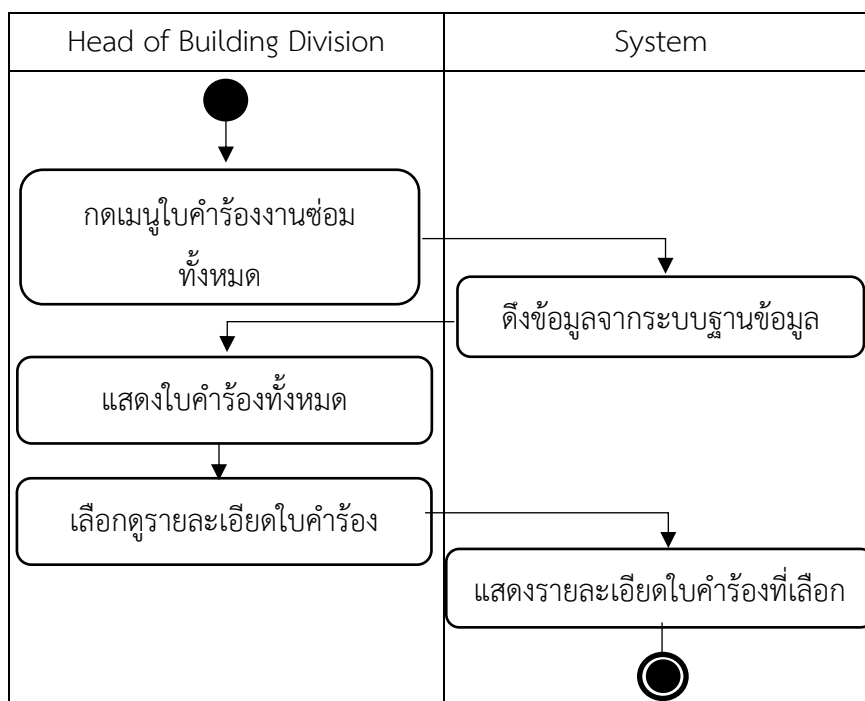 Head of Building Division
System
กดเมนูใบคำร้องงานซ่อม
ทั้งหมด
ดึงข้อมูลจากระบบฐานข้อมูล
แสดงใบคำร้องทั้งหมด
เลือกดูรายละเอียดใบคำร้อง
แสดงรายละเอียดใบคำร้องที่เลือก